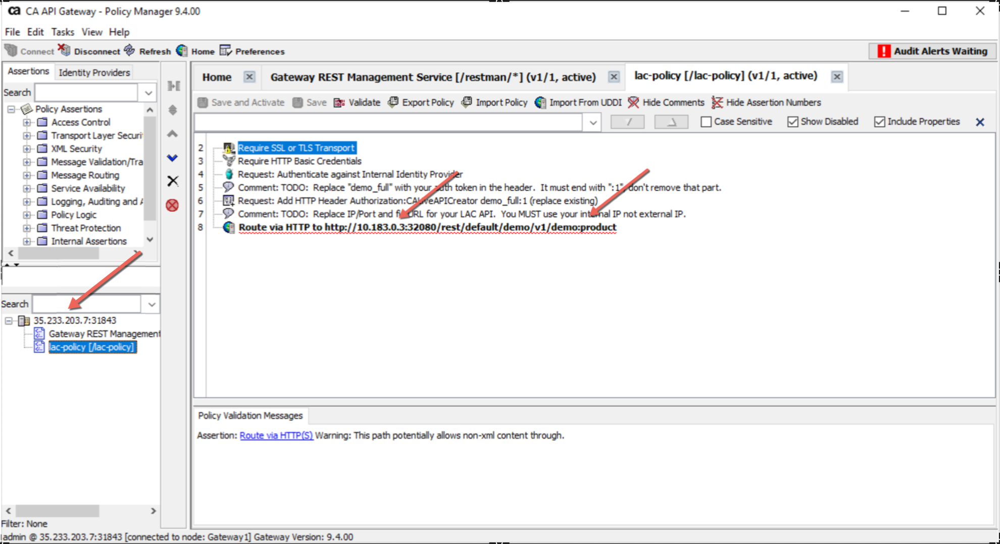 ca CA API Gateway - Policy Manager 9.4.00
File Edit Tasks View Help
Connect Disconnect Refresh Home Preferences
Audit Alerts Waiting
Assertions Identity Providers
Search
Policy Assertions
Access Control
Transport Layer Securi
XML Security
Message Validation/Tra
Message Routing
Service Availability
Logging, Auditing and A
Policy Logic
Threat Protection
Internal Assertions
Search
35.233.203.7:31843
Gateway REST Management
lac-policy [/lac-policy]
Filter: None
Home Gateway REST Management Service [/restman/*] (v1/1, active) lac-policy [/lac-policy] (v1/1, active)
Save and Activate Save Validate Export Policy Import Policy Import From UDDI Hide Comments Hide Assertion Numbers
Case Sensitive Show Disabled Include Properties
2 Require SSL or TLS Transport
3 Require HTTP Basic Credentials
4 Request: Authenticate against Internal Identity Provider
5 Comment: TODO: Replace "demo_full" with your auth token in the header. It must end with ":1", don't remove that part.
6 Request: Add HTTP Header Authorization:CALiveAPICreator demo_full:1 (replace existing)
7 Comment: TODO: Replace IP/Port and URL for your LAC API. You MUST use your internal IP not external IP.
8 Route via HTTP to http://10.183.0.3:32080/rest/default/demo/v1/demo:product
Policy Validation Messages
Assertion: Route via HTTP(S) Warning: This path potentially allows non-xml content through.
admin @ 35.233.203.7:31843 [connected to node: Gateway1] Gateway Version: 9.4.00